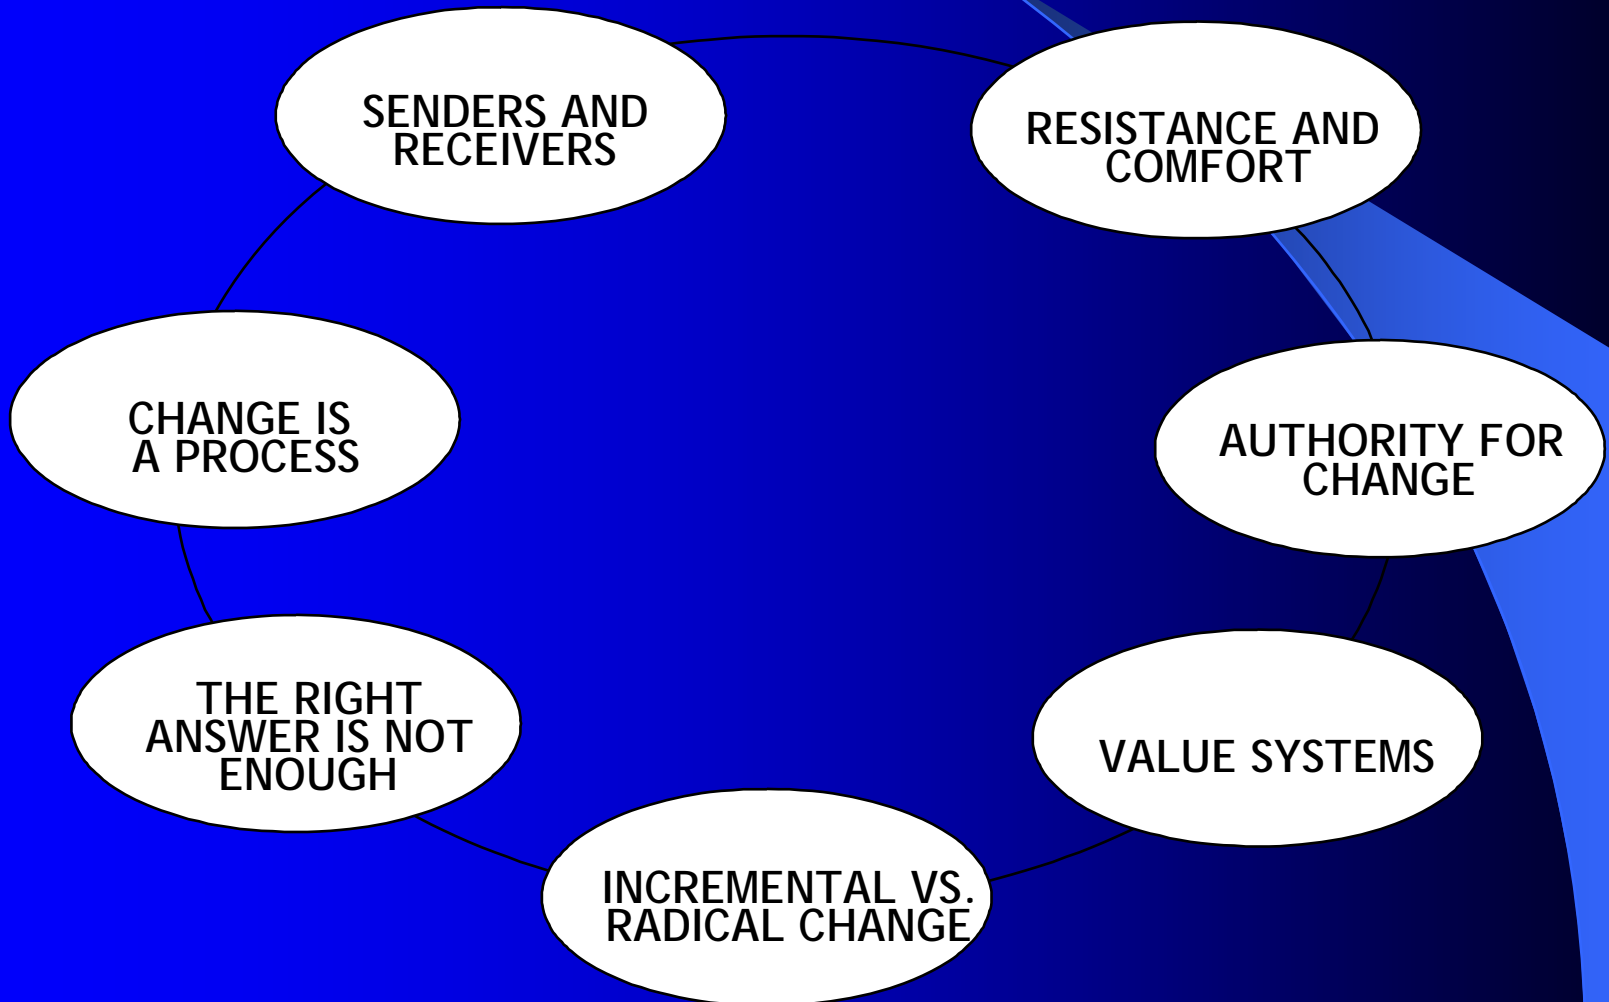 SENDERS AND
RECEIVERS
RESISTANCE AND
COMFORT
AUTHORITY FOR
CHANGE
VALUE SYSTEMS
INCREMENTAL VS.
RADICAL CHANGE
THE RIGHT
ANSWER IS NOT
ENOUGH
CHANGE IS
A PROCESS